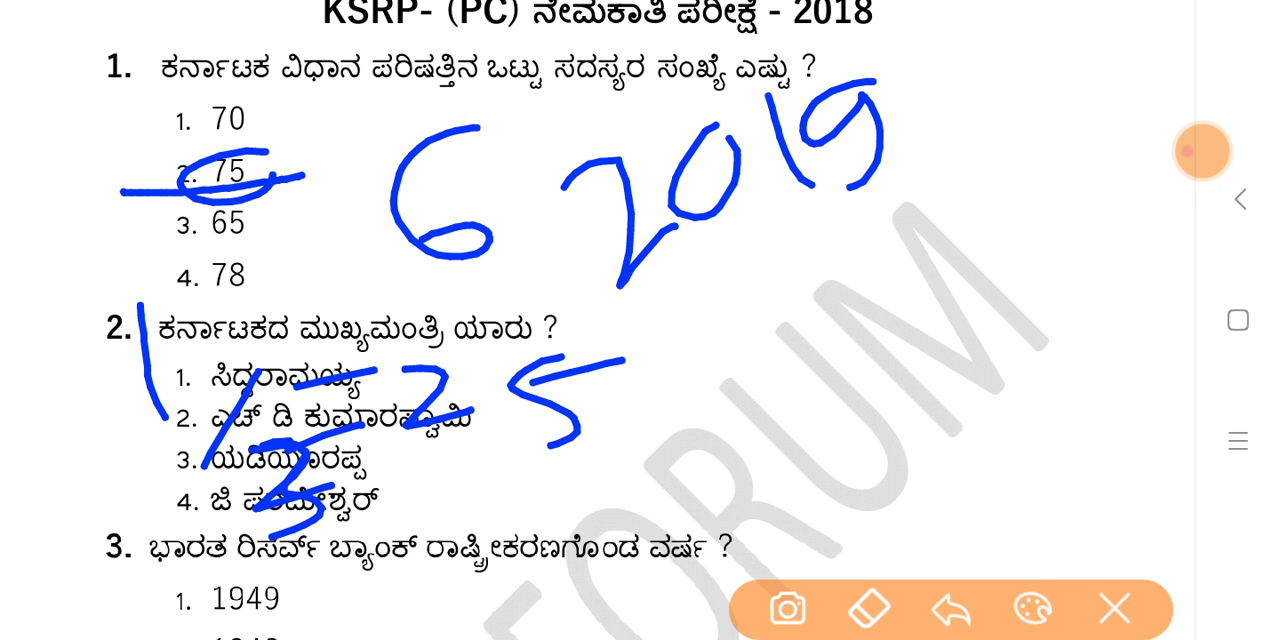 KSRP- (PC) ನೇಮಕಾತಿ ಪರೀಕ್ಷೆ - 2018
1. ಕರ್ನಾಟಕ ವಿಧಾನ ಪರಿಷತ್ತಿನ ಒಟ್ಟು ಸದಸ್ಯರ ಸಂಖ್ಯೆ ಎಷ್ಟು ?
1. 70
2. 75
3. 65
4. 78
6 2019
2. ಕರ್ನಾಟಕದ ಮುಖ್ಯಮಂತ್ರಿ ಯಾರು ?
1. ಸಿದ್ದರಾಮಯ್ಯ
2. ಎಚ್ ಡಿ ಕುಮಾರಸ್ವಾಮಿ
3. ಯಡಿಯೂರಪ್ಪ
4. ಜಿ ಪರಮೇಶ್ವರ್
25
3. ಭಾರತ ರಿಸರ್ವ್ ಬ್ಯಾಂಕ್ ರಾಷ್ಟ್ರೀಕರಣಗೊಂಡ ವರ್ಷ ?
1. 1949
FORUM